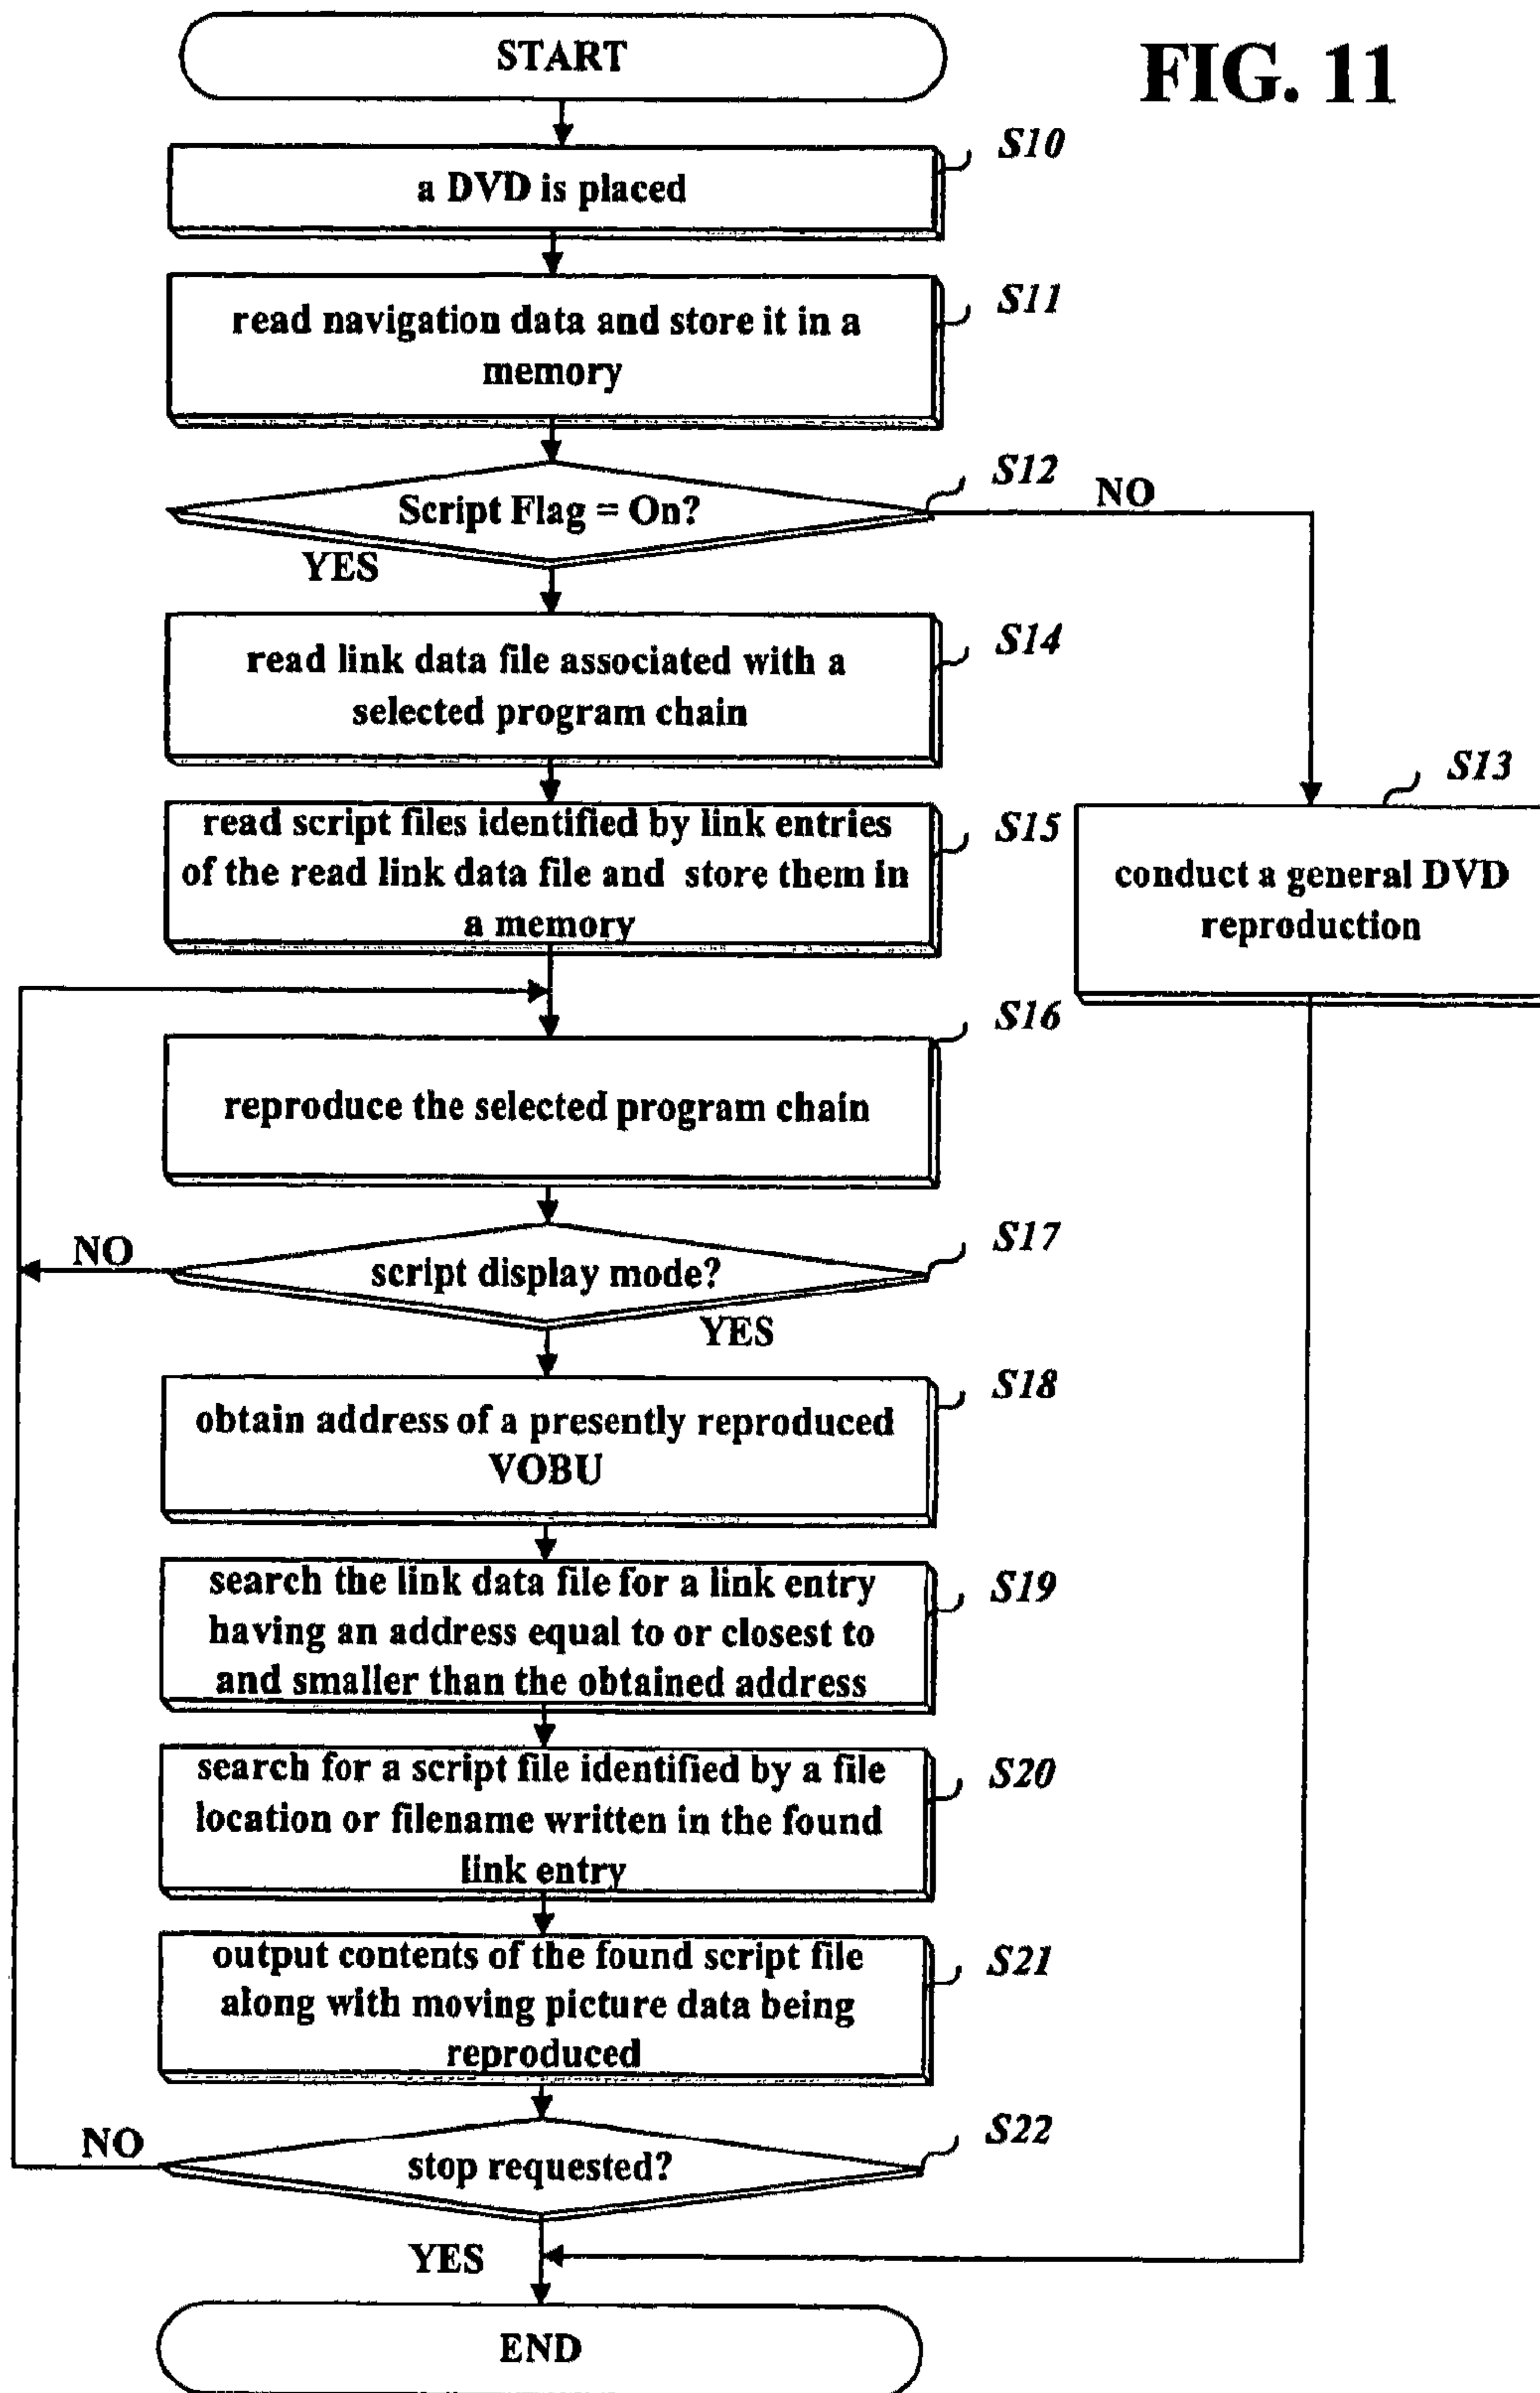 START
FIG. 11
S10
a DVD is placed
S11
read navigation data and store it in a
memory
S12
Script Flag = On?
NO
YES
S14
read link data file associated with a
selected program chain
S13
conduct a general DVD
reproduction
S15
read script files identified by link entries
of the read link data file and store them in
a memory
S16
reproduce the selected program chain
S17
script display mode?
NO
YES
S18
obtain address of a presently reproduced
VOBU
S19
search the link data file for a link entry
having an address equal to or closest to
and smaller than the obtained address
S20
search for a script file identified by a file
location or filename written in the found
link entry
S21
output contents of the found script file
along with moving picture data being
reproduced
S22
stop requested?
NO
YES
END